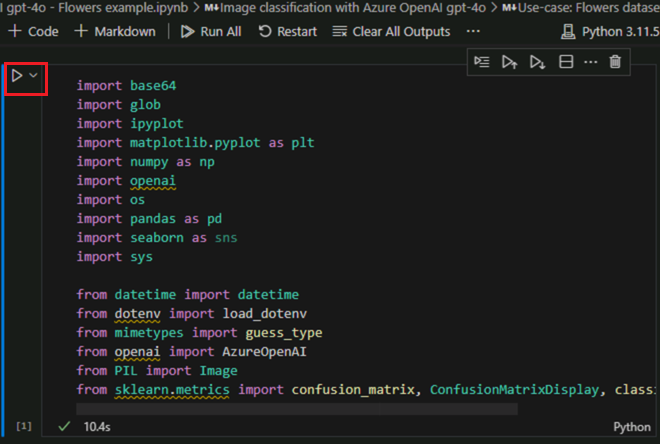 I gpt-4o - Flowers example.ipynb > M↓Image classification with Azure OpenAI gpt-4o > M↓Use-case: Flowers datase
+ Code + Markdown | Run All Restart Clear All Outputs ··· Python 3.11.5
import base64
import glob
import ipyplot
import matplotlib.pyplot as plt
import numpy as np
import openai
import os
import pandas as pd
import seaborn as sns
import sys
from datetime import datetime
from dotenv import load_dotenv
from mimetypes import guess_type
from openai import AzureOpenAI
from PIL import Image
from sklearn.metrics import confusion_matrix, ConfusionMatrixDisplay, classi
[1] ✓ 10.4s Python